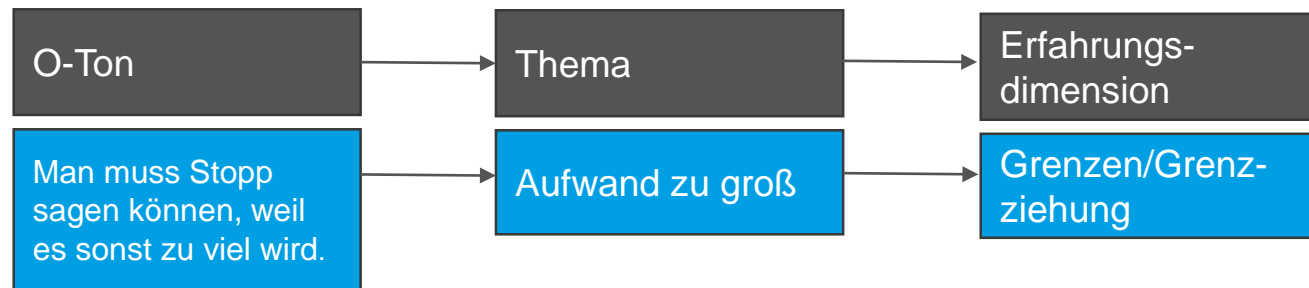 O-Ton
Thema
Erfahrungs-
dimension
Man muss Stopp
sagen können, weil
es sonst zu viel wird.
Aufwand zu groß
Grenzen/Grenz-
ziehung